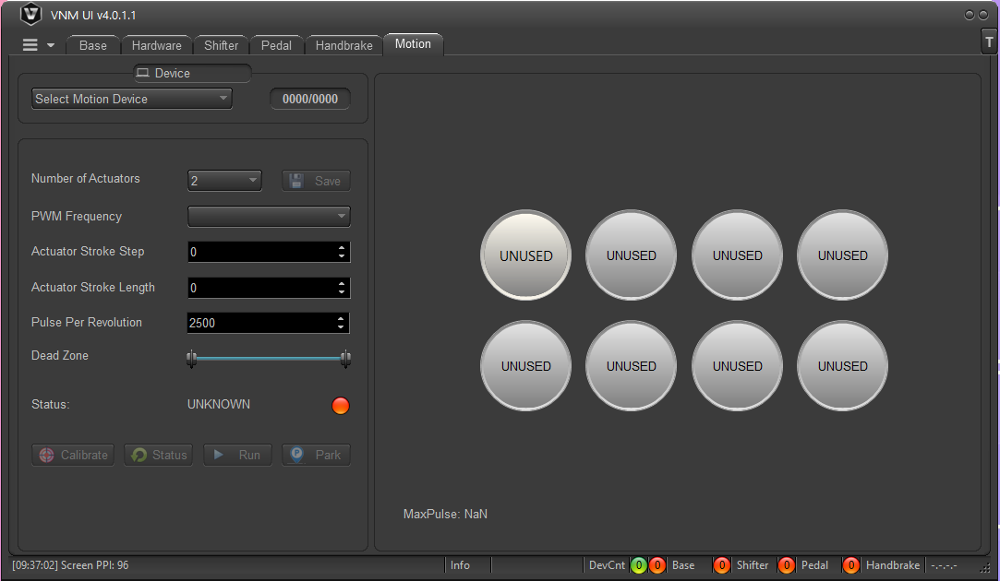 VNM UI v4.0.1.1
Base Hardware Shifter Pedal Handbrake Motion T
Device
Select Motion Device 0000/0000
Number of Actuators 2 Save
PWM Frequency
Actuator Stroke Step 0
Actuator Stroke Length 0
Pulse Per Revolution 2500
Dead Zone
Status: UNKNOWN
Calibrate Status Run P Park
UNUSED UNUSED UNUSED UNUSED
UNUSED UNUSED UNUSED UNUSED
MaxPulse: NaN
[09:37:02] Screen PPI: 96 Info DevCnt 0 0 Base 0 Shifter 0 Pedal 0 Handbrake -.-.-.-